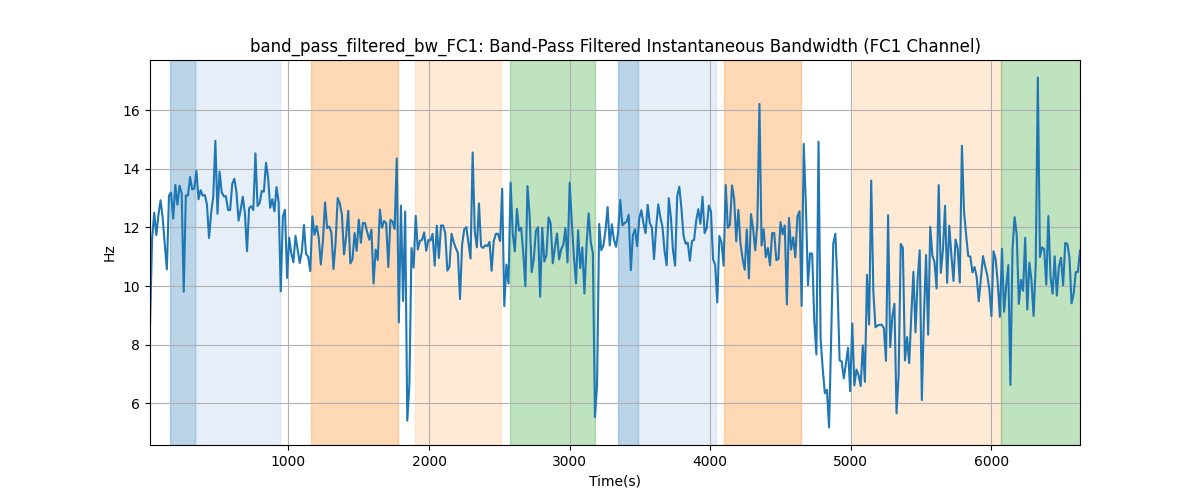 band_pass_filtered_bw_FC1: Band-Pass Filtered Instantaneous Bandwidth (FC1 Channel)
16
14
12
10
8
6
Hz
1000 2000 3000 4000 5000 6000
Time(s)